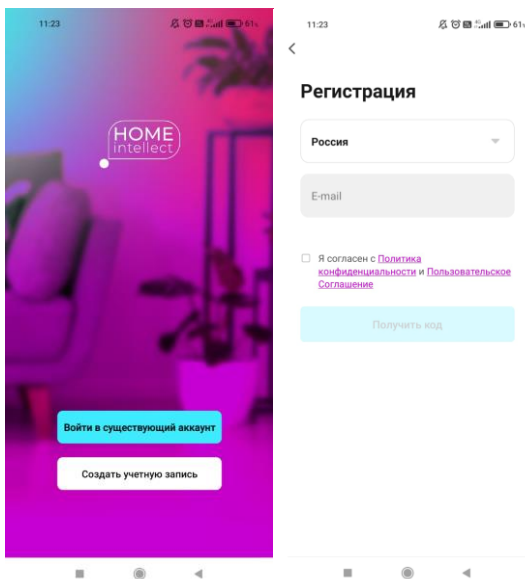 11:23
61
HOME
intellect
Войти в существующий аккаунт
Создать учетную запись
11:23
61
Регистрация
Россия
E-mail
Я согласен с Политика
конфиденциальности и Пользовательское
Соглашение
Получить код